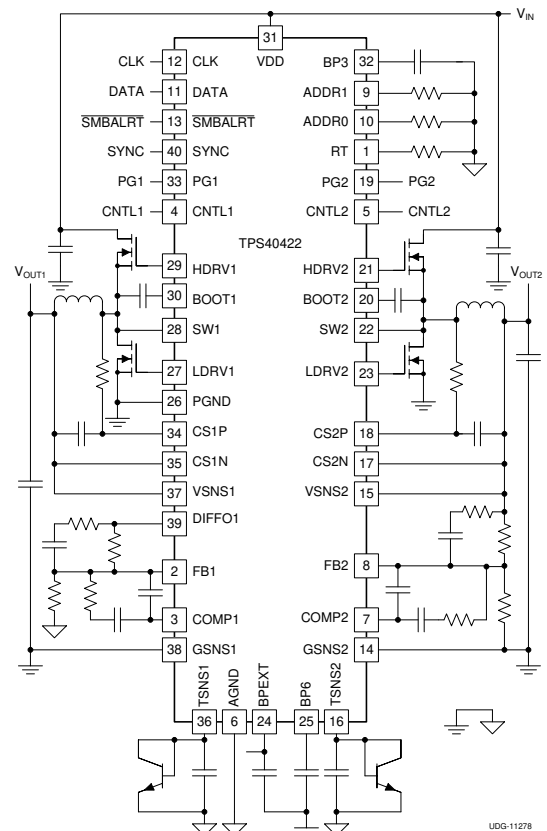 V_IN
31
VDD
CLK 12 CLK
BP3 32
DATA 11 DATA
ADDR1 9
SMBALRT 13 SMBALRT
ADDR0 10
SYNC 40 SYNC
RT 1
PG1 33 PG1
PG2 19 PG2
CNTL1 4 CNTL1
CNTL2 5 CNTL2
TPS40422
29 HDRV1
HDRV2 21
V_OUT1
V_OUT2
30 BOOT1
BOOT2 20
28 SW1
SW2 22
27 LDRV1
LDRV2 23
26 PGND
34 CS1P
CS2P 18
35 CS1N
CS2N 17
37 VSNS1
VSNS2 15
39 DIFFO1
2 FB1
FB2 8
3 COMP1
COMP2 7
38 GSNS1
GSNS2 14
TSNS1 AGND BPEXT BP6 TSNS2
36 6 24 25 16
UDG-11278